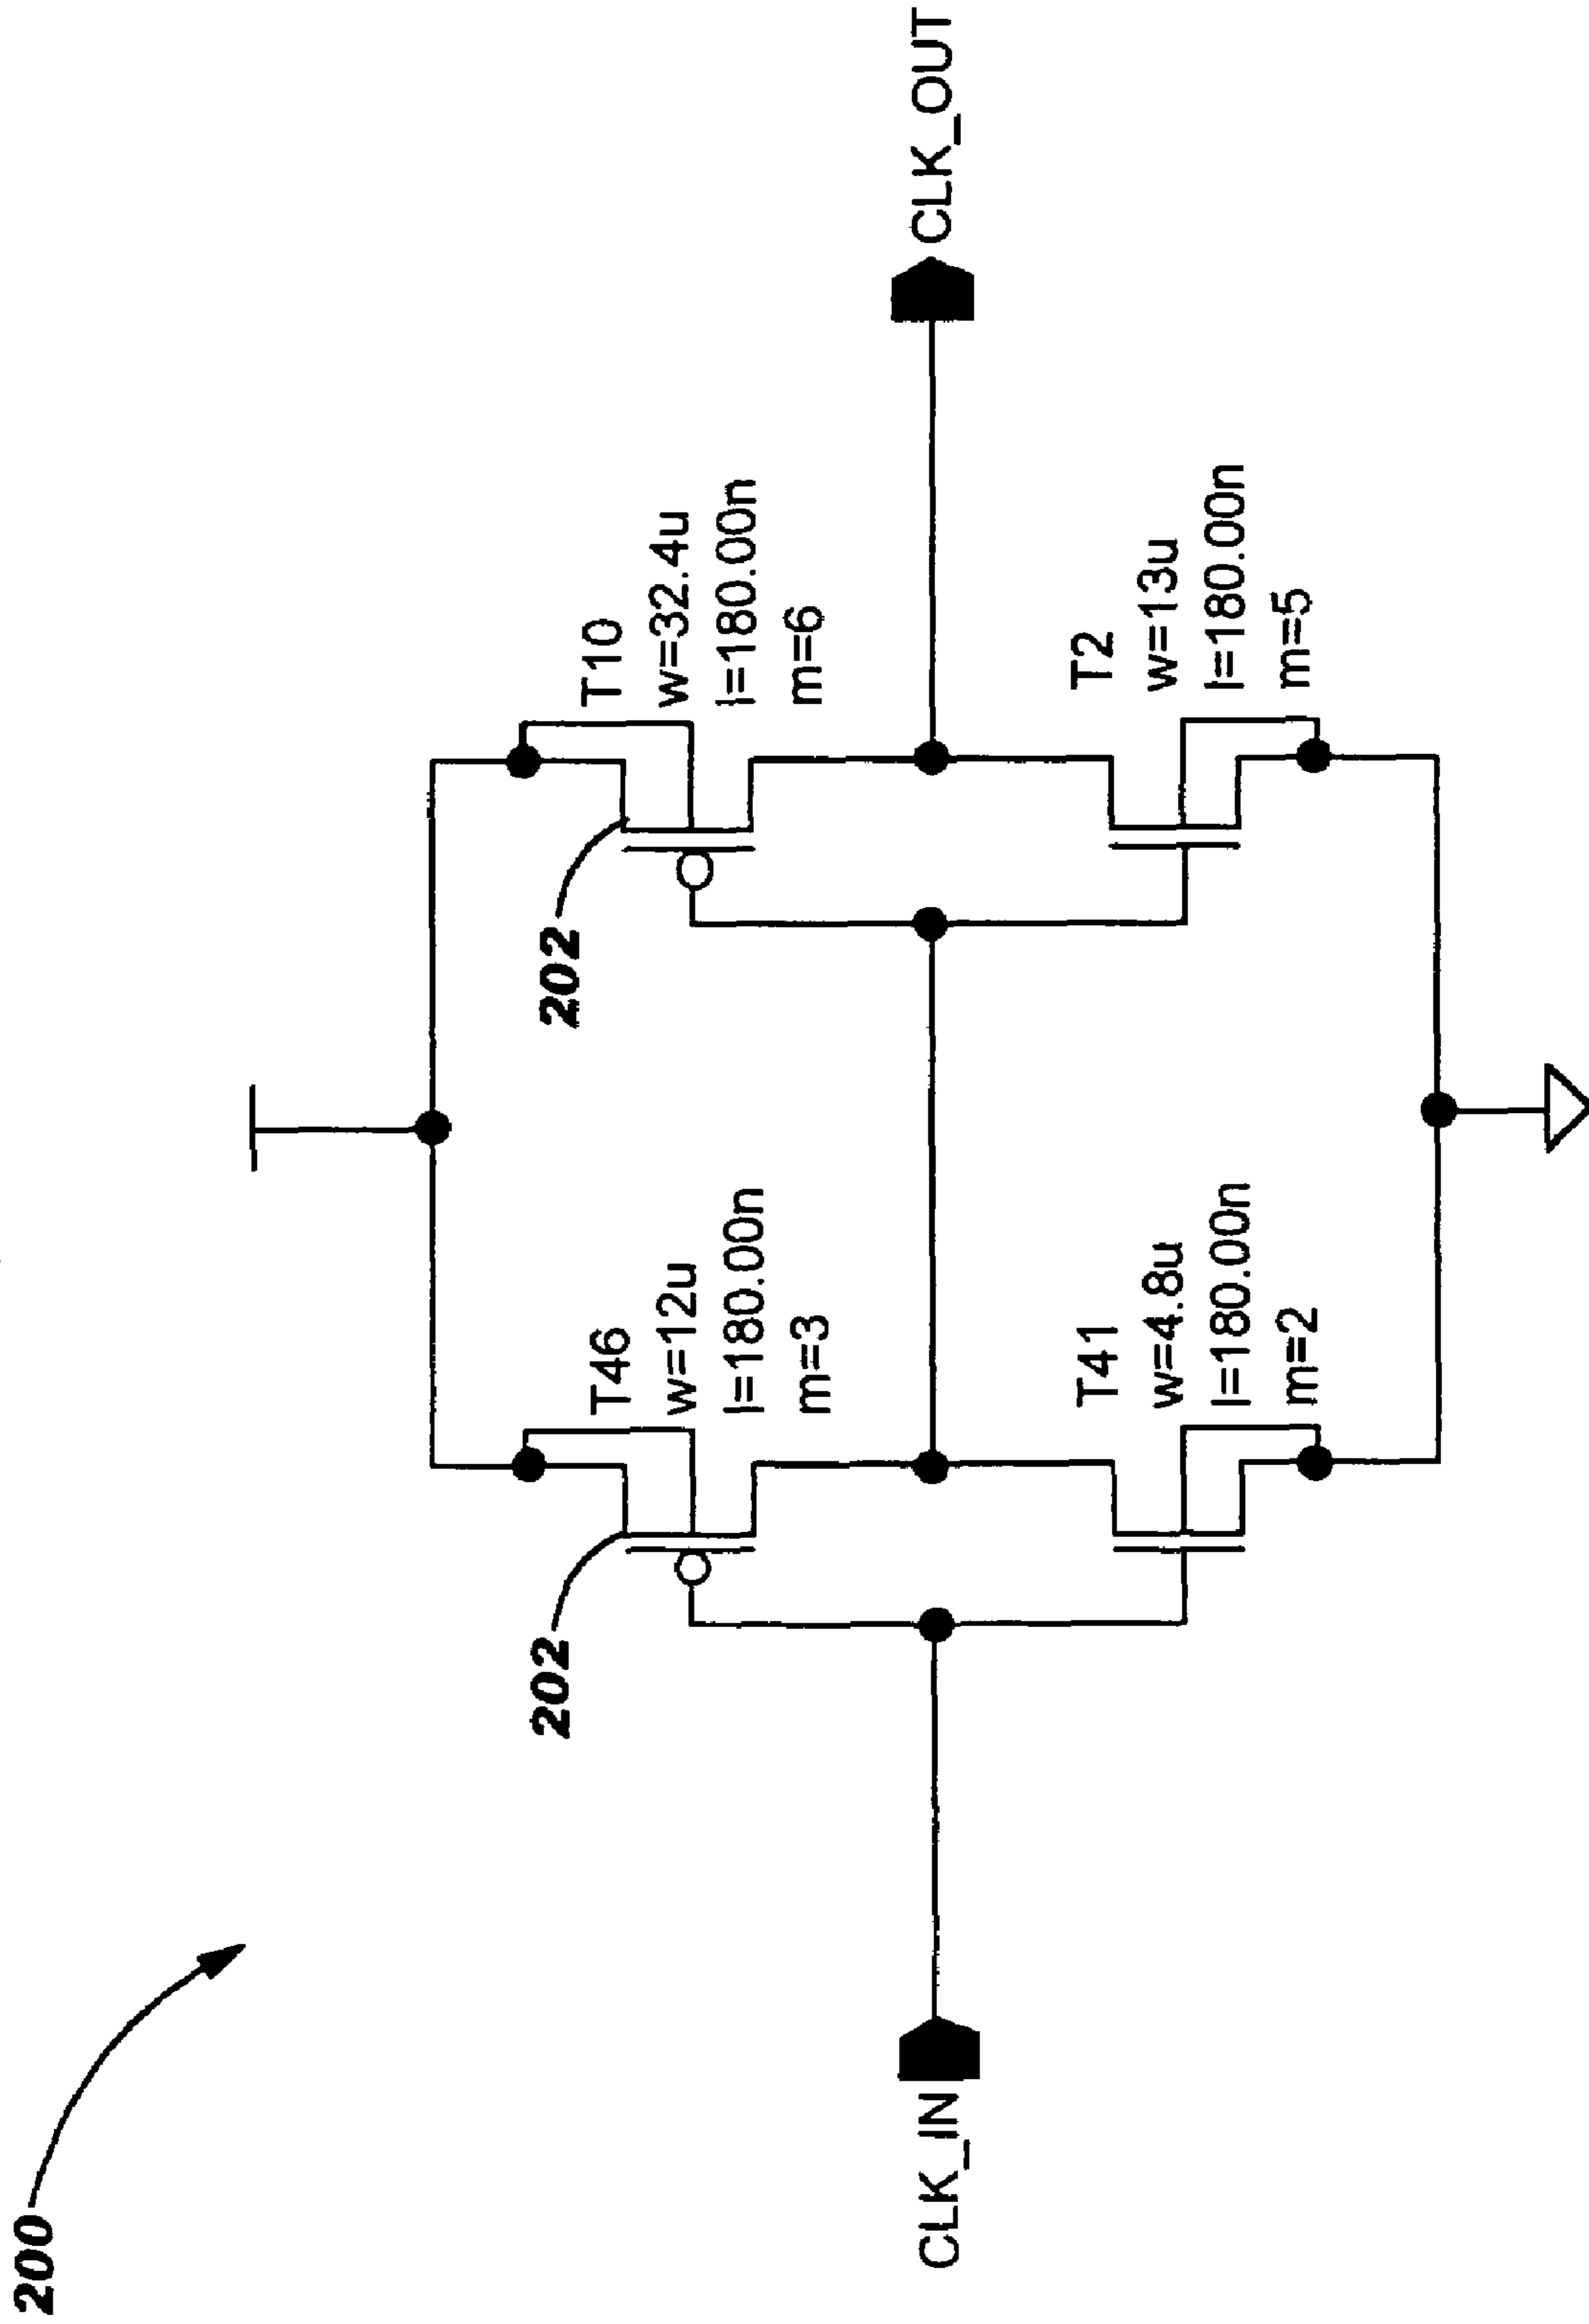 200
202
T46
w=12u
l=180.00n
m=3
202
T10
w=32.4u
l=180.00n
m=6
CLK_IN
CLK_OUT
T41
w=4.8u
l=180.00n
m=2
T2
w=13u
l=180.00n
m=5